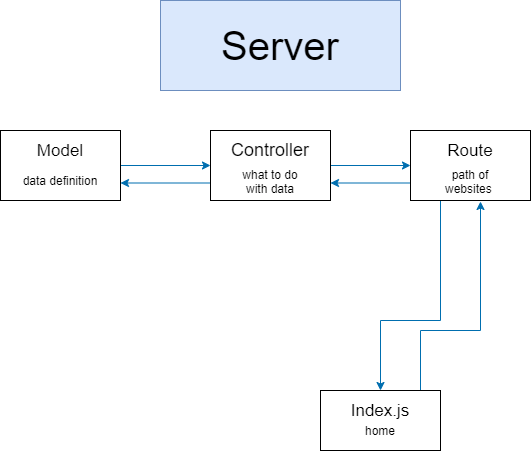 Server
Model
data definition
Controller
what to do
with data
Route
path of
websites
Index.js
home